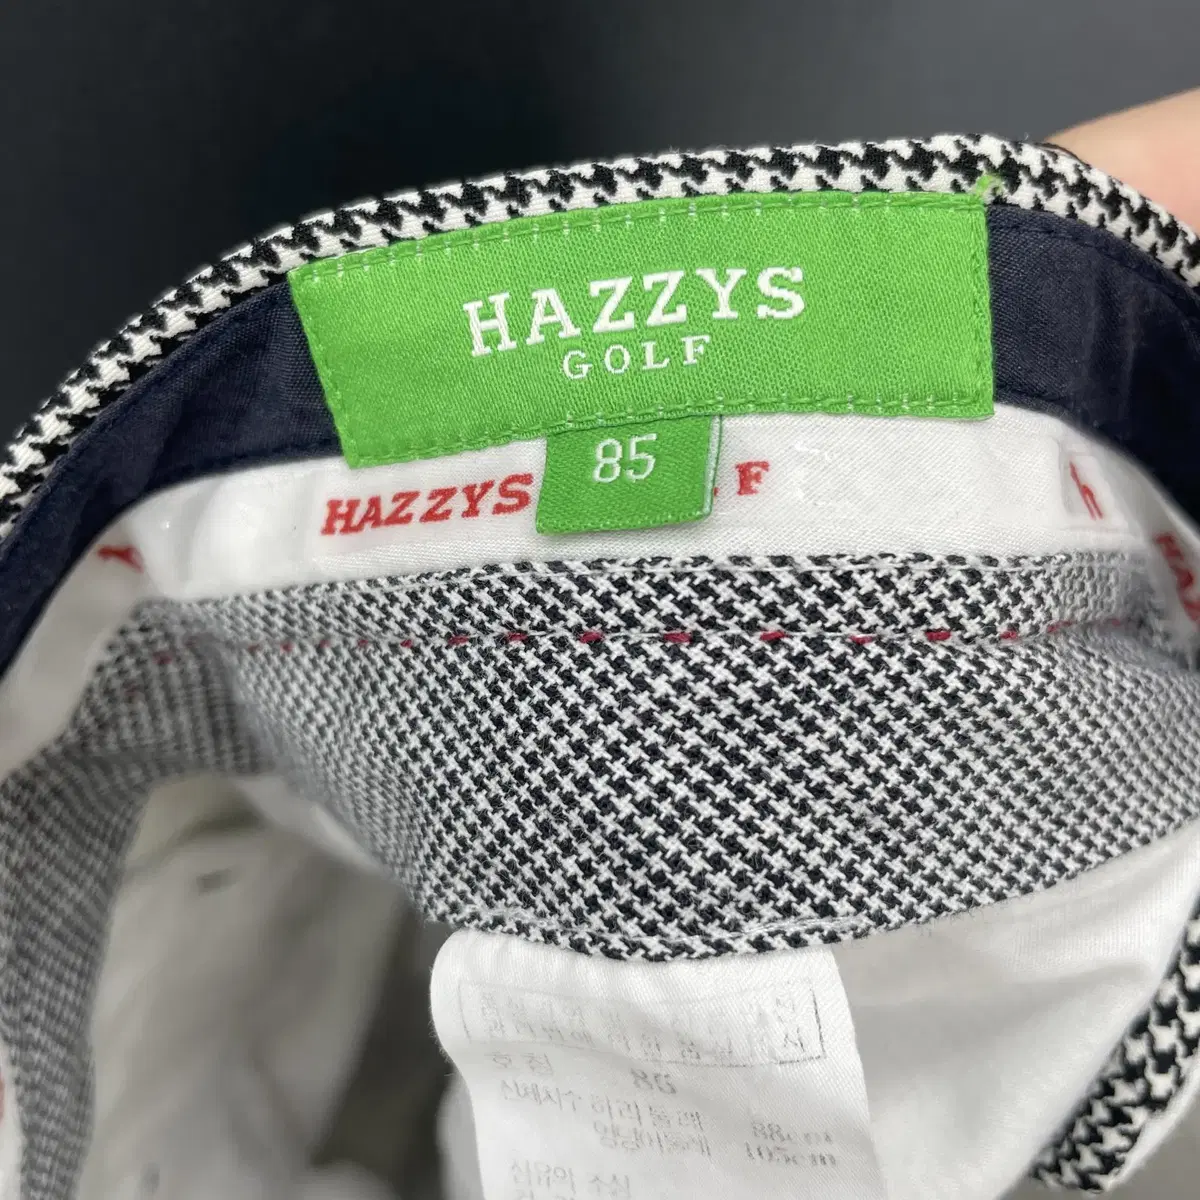 HAZZYS
GOLF
85
HAZZYS F
h
호칭 86
신체치수 허리둘레 88cm
엉덩이둘레 105cm
섬유의 조성